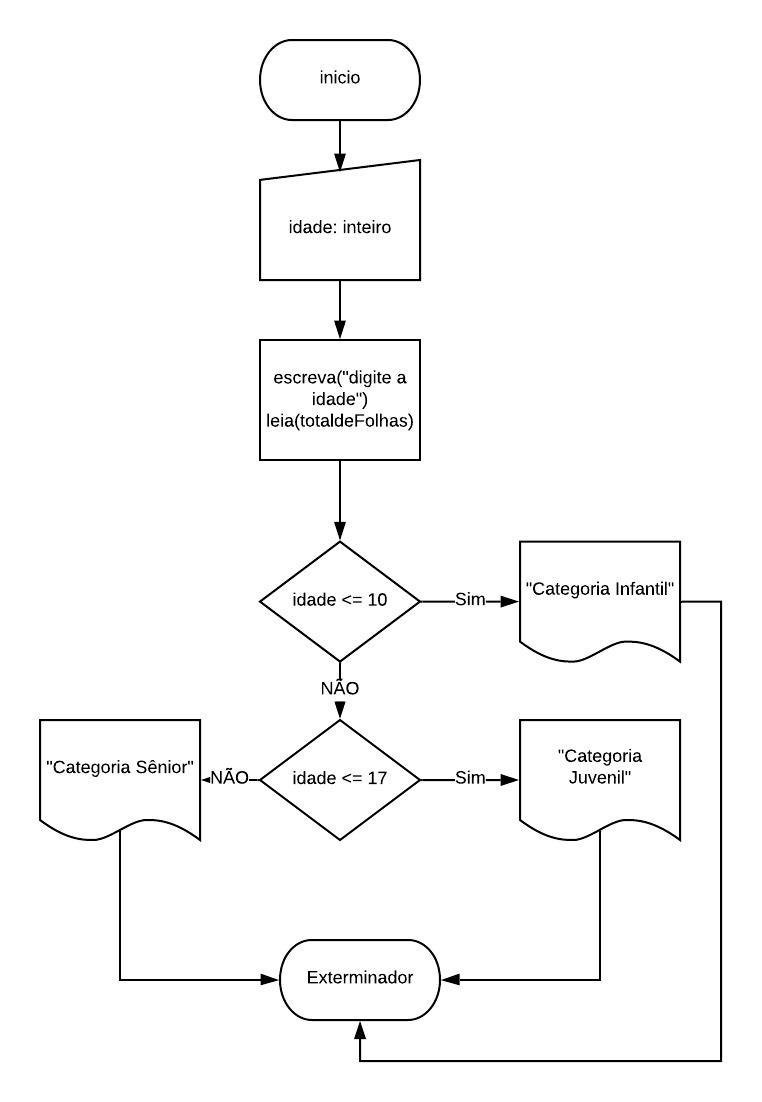 inicio
idade: inteiro
escreva("digite a
idade")
leia(totaldeFolhas)
idade <= 10
Sim
"Categoria Infantil"
NÃO
"Categoria Sênior"
NÃO
idade <= 17
Sim
"Categoria
Juvenil"
Exterminador